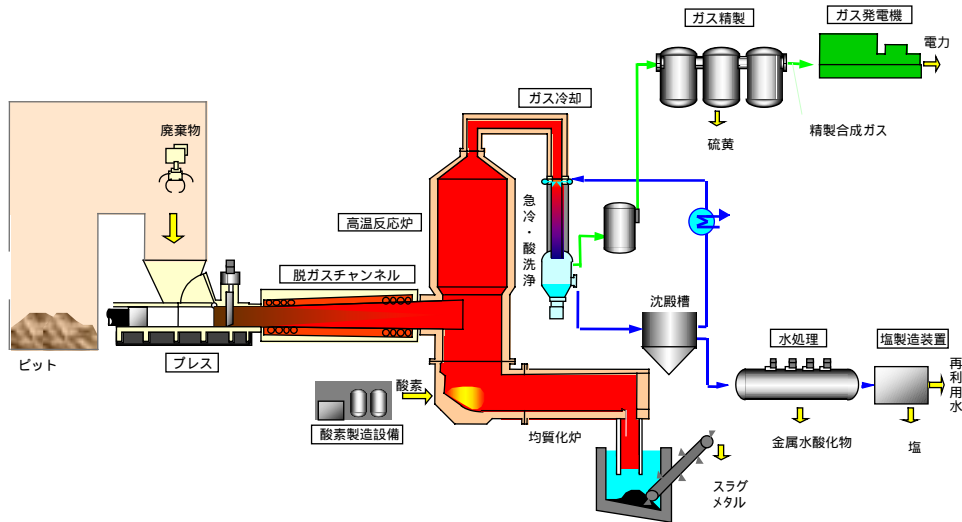 ガス精製
ガス発電機
電力
ガス冷却
廃棄物
硫黄
精製合成ガス
急冷・酸洗浄
高温反応炉
脱ガスチャンネル
沈殿槽
ピット
プレス
水処理
塩製造装置
再利用水
酸素
酸素製造設備
均質化炉
金属水酸化物
塩
スラグ
メタル